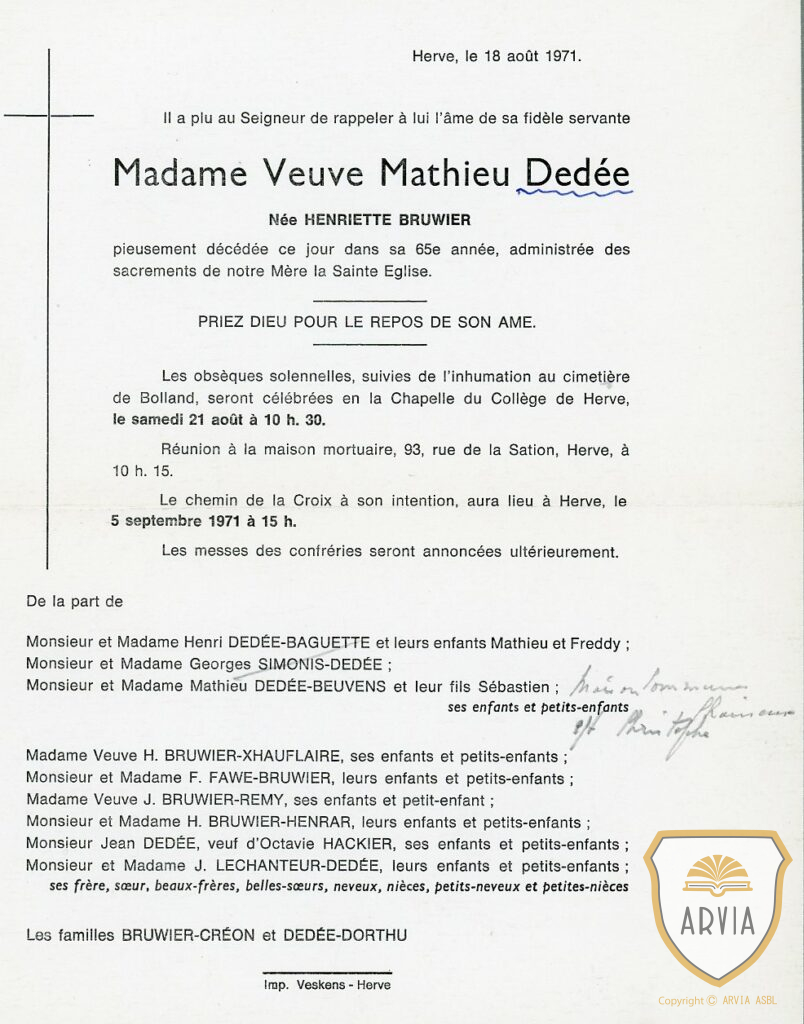 Herve, le 18 août 1971.
Il a plu au Seigneur de rappeler à lui l'âme de sa fidèle servante
Madame Veuve Mathieu Dedée
Née HENRIETTE BRUWIER
pieusement décédée ce jour dans sa 65e année, administrée des
sacrements de notre Mère la Sainte Eglise.
PRIEZ DIEU POUR LE REPOS DE SON AME.
Les obsèques solennelles, suivies de l'inhumation au cimetière
de Bolland, seront célébrées en la Chapelle du Collège de Herve,
le samedi 21 août à 10 h. 30.
Réunion à la maison mortuaire, 93, rue de la Sation, Herve, à
10 h. 15.
Le chemin de la Croix à son intention, aura lieu à Herve, le
5 septembre 1971 à 15 h.
Les messes des confréries seront annoncées ultérieurement.
De la part de
Monsieur et Madame Henri DEDÉE-BAGUETTE et leurs enfants Mathieu et Freddy ;
Monsieur et Madame Georges SIMONIS-DEDÉE ;
Monsieur et Madame Mathieu DEDÉE-BEUVENS et leur fils Sébastien ;
ses enfants et petits-enfants
Christophe
Madame Veuve H. BRUWIER-XHAUFLAIRE, ses enfants et petits-enfants ;
Monsieur et Madame F. FAWE-BRUWIER, leurs enfants et petits-enfants ;
Madame Veuve J. BRUWIER-REMY, ses enfants et petit-enfant ;
Monsieur et Madame H. BRUWIER-HENRAR, leurs enfants et petits-enfants ;
Monsieur Jean DEDÉE, veuf d'Octavie HACKIER, ses enfants et petits-enfants ;
Monsieur et Madame J. LECHANTEUR-DEDÉE, leurs enfants et petits-enfants ;
ses frère, sœur, beaux-frères, belles-sœurs, neveux, nièces, petits-neveux et petites-nièces
Les familles BRUWIER-CRÉON et DEDÉE-DORTHU
Imp. Veskens - Herve
ARVIA
Copyright © ARVIA ASBL